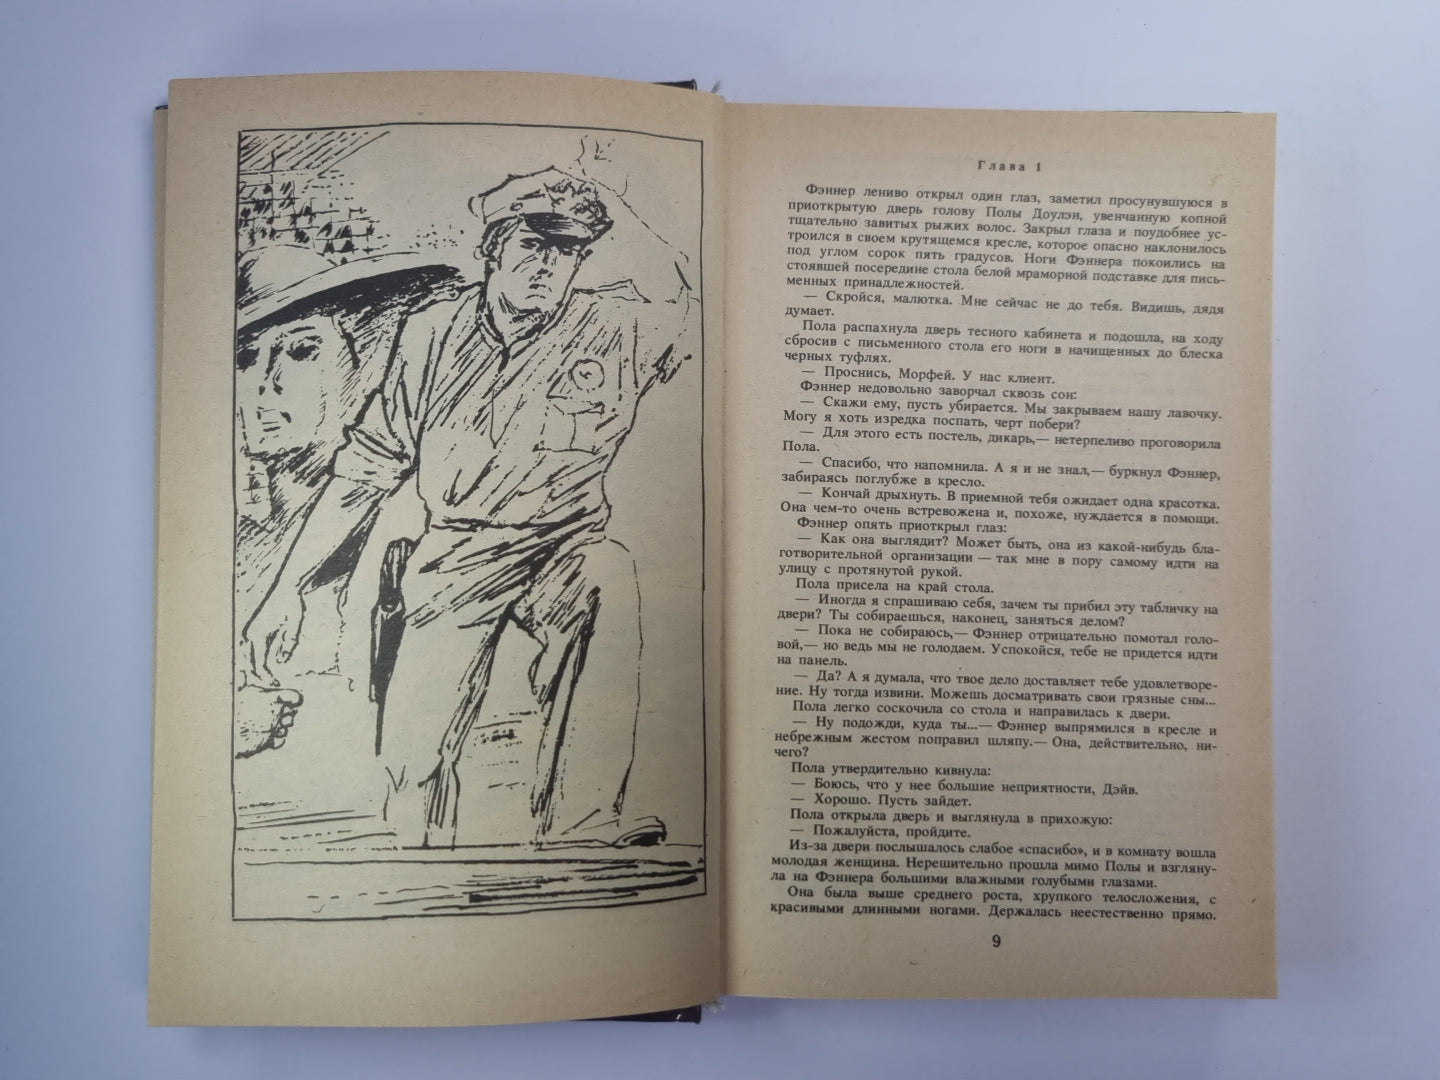 Глава 1
Фэннер лениво открыл один глаз, заметил просунувшуюся в
приоткрытую дверь голову Полы Доулэн, увенчанную копной
тщательно завитых рыжих волос. Закрыл глаза и поудобнее ус-
троился в своем крутящемся кресле, которое опасно наклонилось
под углом сорок пять градусов. Ноги Фэннера покоились на
стоявшей посередине стола белой мраморной подставке для пись-
менных принадлежностей.
— Скройся, малютка. Мне сейчас не до тебя. Видишь, дядя
думает.
Пола распахнула дверь тесного кабинета и подошла, на ходу
сбросив с письменного стола его ноги в начищенных до блеска
черных туфлях.
— Проснись, Морфей. У нас клиент.
Фэннер недовольно заворчал сквозь сон:
— Скажи ему, пусть убирается. Мы закрываем нашу лавочку.
Могу я хоть изредка поспать, черт побери?
— Для этого есть постель, дикарь,— нетерпеливо проговорила
Пола.
— Спасибо, что напомнила. А я и не знал,— буркнул Фэннер,
забираясь поглубже в кресло.
— Кончай дрыхнуть. В приемной тебя ожидает одна красотка.
Она чем-то очень встревожена и, похоже, нуждается в помощи.
Фэннер опять приоткрыл глаз:
— Как она выглядит? Может быть, она из какой-нибудь бла-
готворительной организации — так мне в пору самому идти на
улицу с протянутой рукой.
Пола присела на край стола.
— Иногда я спрашиваю себя, зачем ты прибил эту табличку на
двери? Ты собираешься, наконец, заняться делом?
— Пока не собираюсь,— Фэннер отрицательно помотал голо-
вой,— но ведь мы не голодаем. Успокойся, тебе не придется идти
на панель.
— Да? А я думала, что твое дело доставляет тебе удовлетворе-
ние. Ну тогда извини. Можешь досматривать свои грязные сны...
Пола легко соскочила со стола и направилась к двери.
— Ну подожди, куда ты...— Фэннер выпрямился в кресле и
небрежным жестом поправил шляпу.— Она, действительно, ни-
чего?
Пола утвердительно кивнула:
— Боюсь, что у нее большие неприятности, Дэйв.
— Хорошо. Пусть зайдет.
Пола открыла дверь и выглянула в прихожую:
— Пожалуйста, пройдите.
Из-за двери послышалось слабое «спасибо», и в комнату вошла
молодая женщина. Нерешительно прошла мимо Полы и взгляну-
ла на Фэннера большими влажными голубыми глазами.
Она была выше среднего роста, хрупкого телосложения, с
красивыми длинными ногами. Держалась неестественно прямо.
9